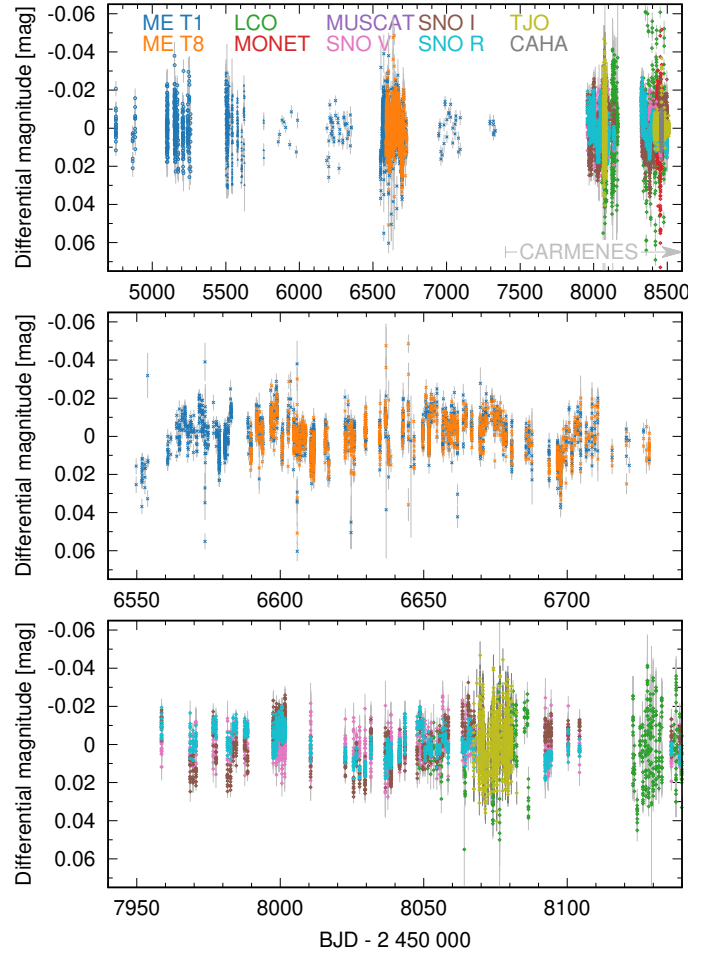 ME T1 LCO MUSCAT SNO I TJO
ME T8 MONET SNO V SNO R CAHA
Differential magnitude [mag]
-0.06
-0.04
-0.02
0
0.02
0.04
0.06
CARMENES
5000 5500 6000 6500 7000 7500 8000 8500
Differential magnitude [mag]
-0.06
-0.04
-0.02
0
0.02
0.04
0.06
6550 6600 6650 6700
Differential magnitude [mag]
-0.06
-0.04
-0.02
0
0.02
0.04
0.06
7950 8000 8050 8100
BJD - 2 450 000